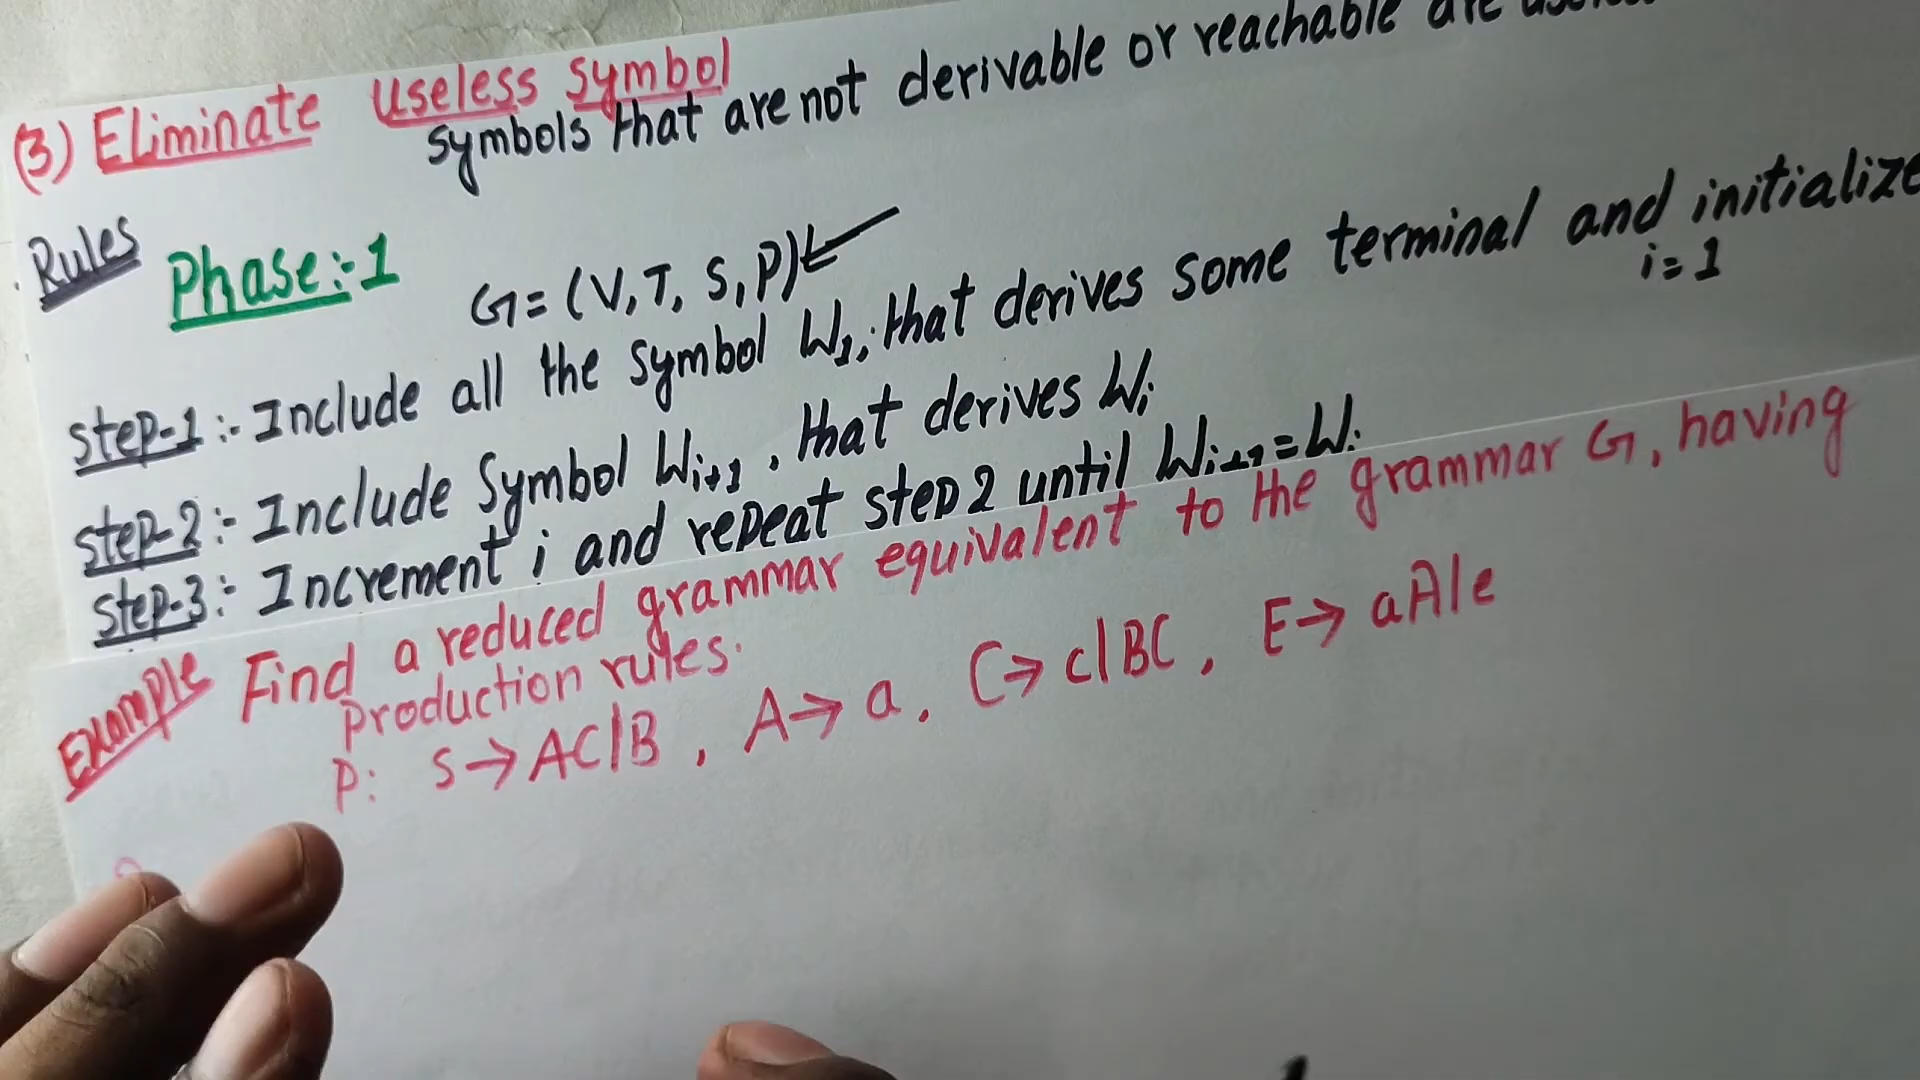 (3) Eliminate useless symbol
symbols that are not derivable or reachable are
Rules
Phase:-1
G=(V,T, S,P)
step-1:- Include all the symbol W1, that derives some terminal and initialize
i=1
step-2:- Include Symbol Wi+1, that derives Wi
step-3:- Increment i and repeat step 2 until Wi+1=Wi
Example Find a reduced grammar equivalent to the grammar G, having
production rules.
P: S→AC|B, A→a, C→c|BC, E→aA|e